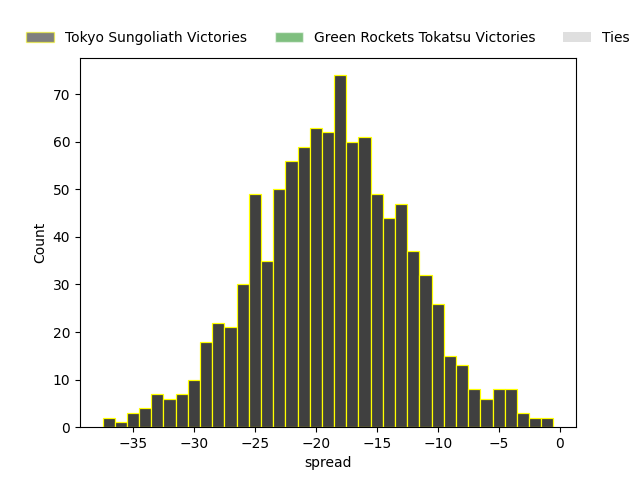 Tokyo Sungoliath Victories Green Rockets Tokatsu Victories Ties
70
60
50
40
30
20
10
0
Count
−35 −30 −25 −20 −15 −10 −5 0
spread